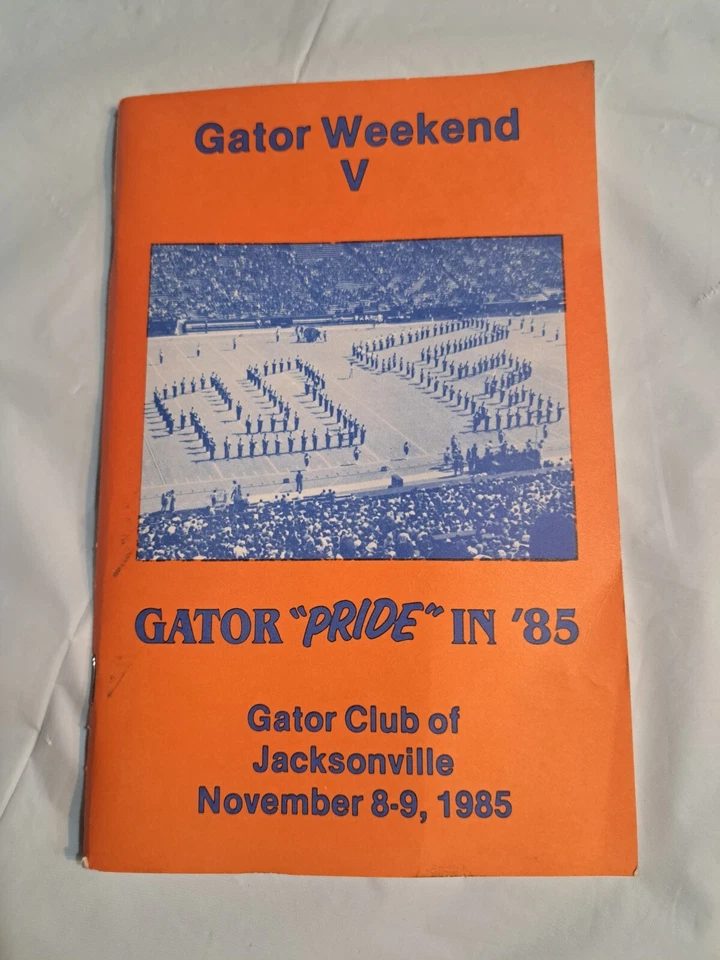 Gator Weekend
V
GATOR "PRIDE" IN '85
Gator Club of
Jacksonville
November 8-9, 1985